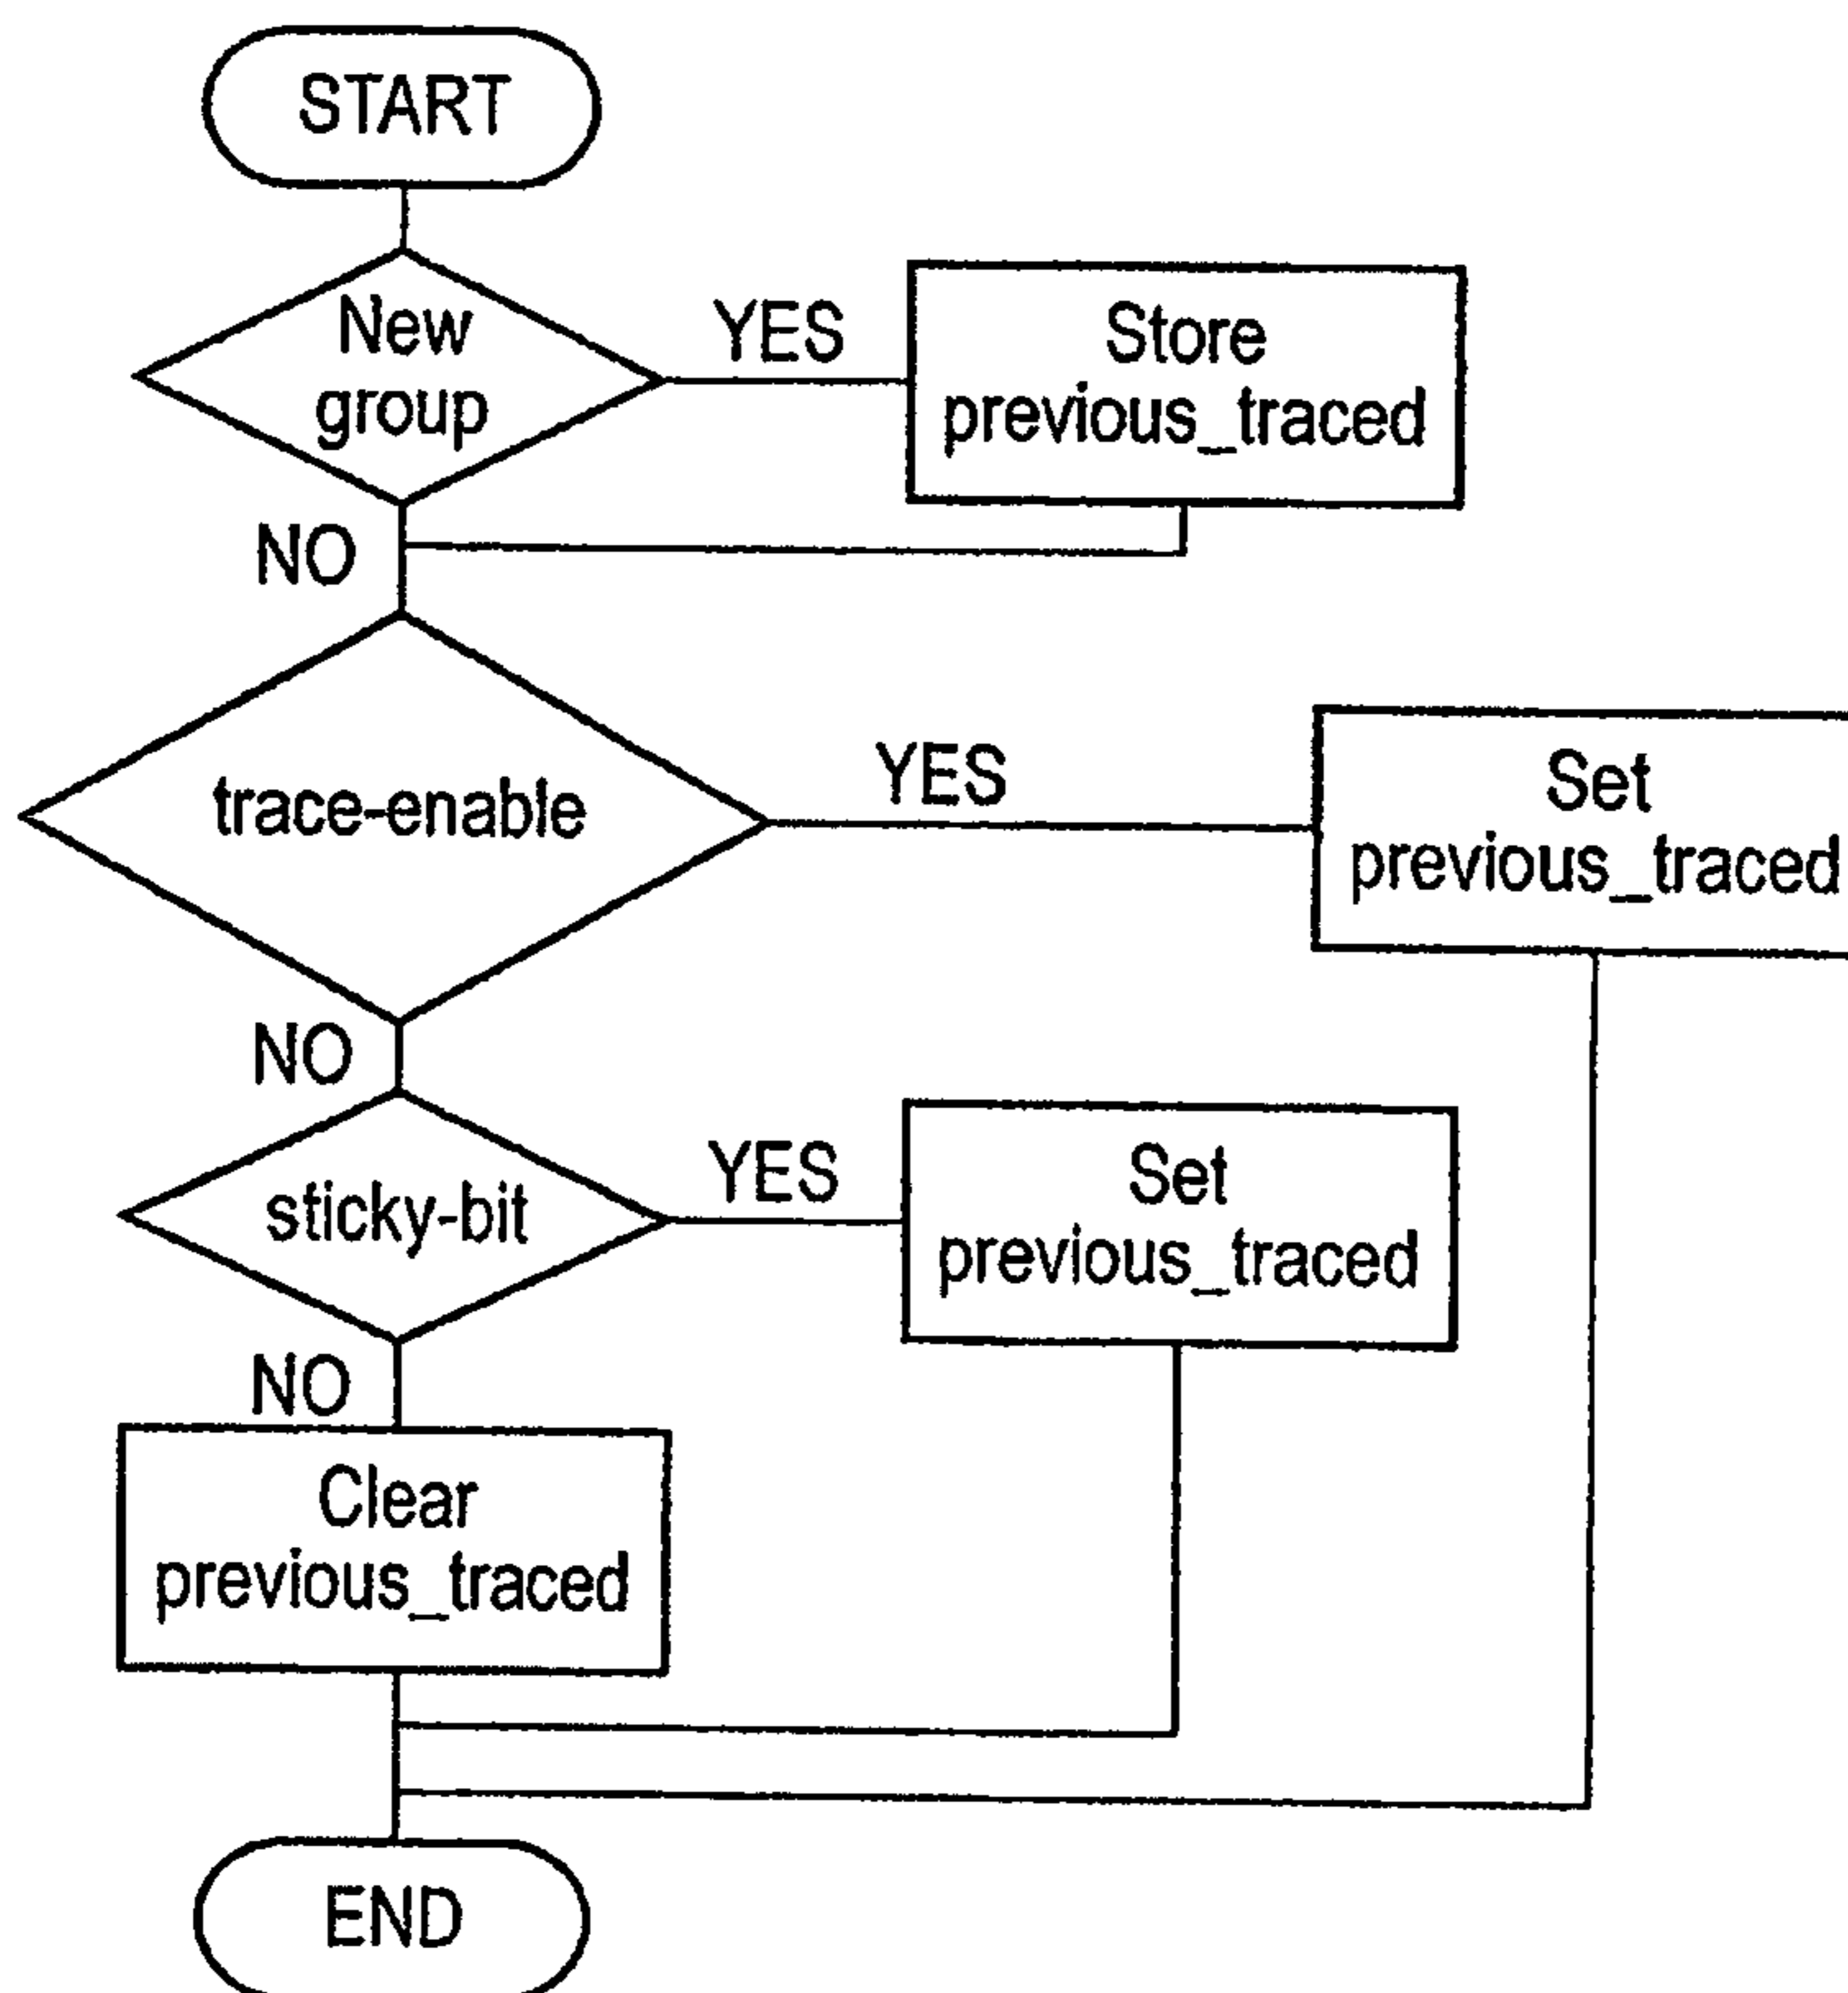 START
New
group
YES
Store
previous_traced
NO
trace-enable
YES
Set
previous_traced
NO
sticky-bit
YES
Set
previous_traced
NO
Clear
previous_traced
END